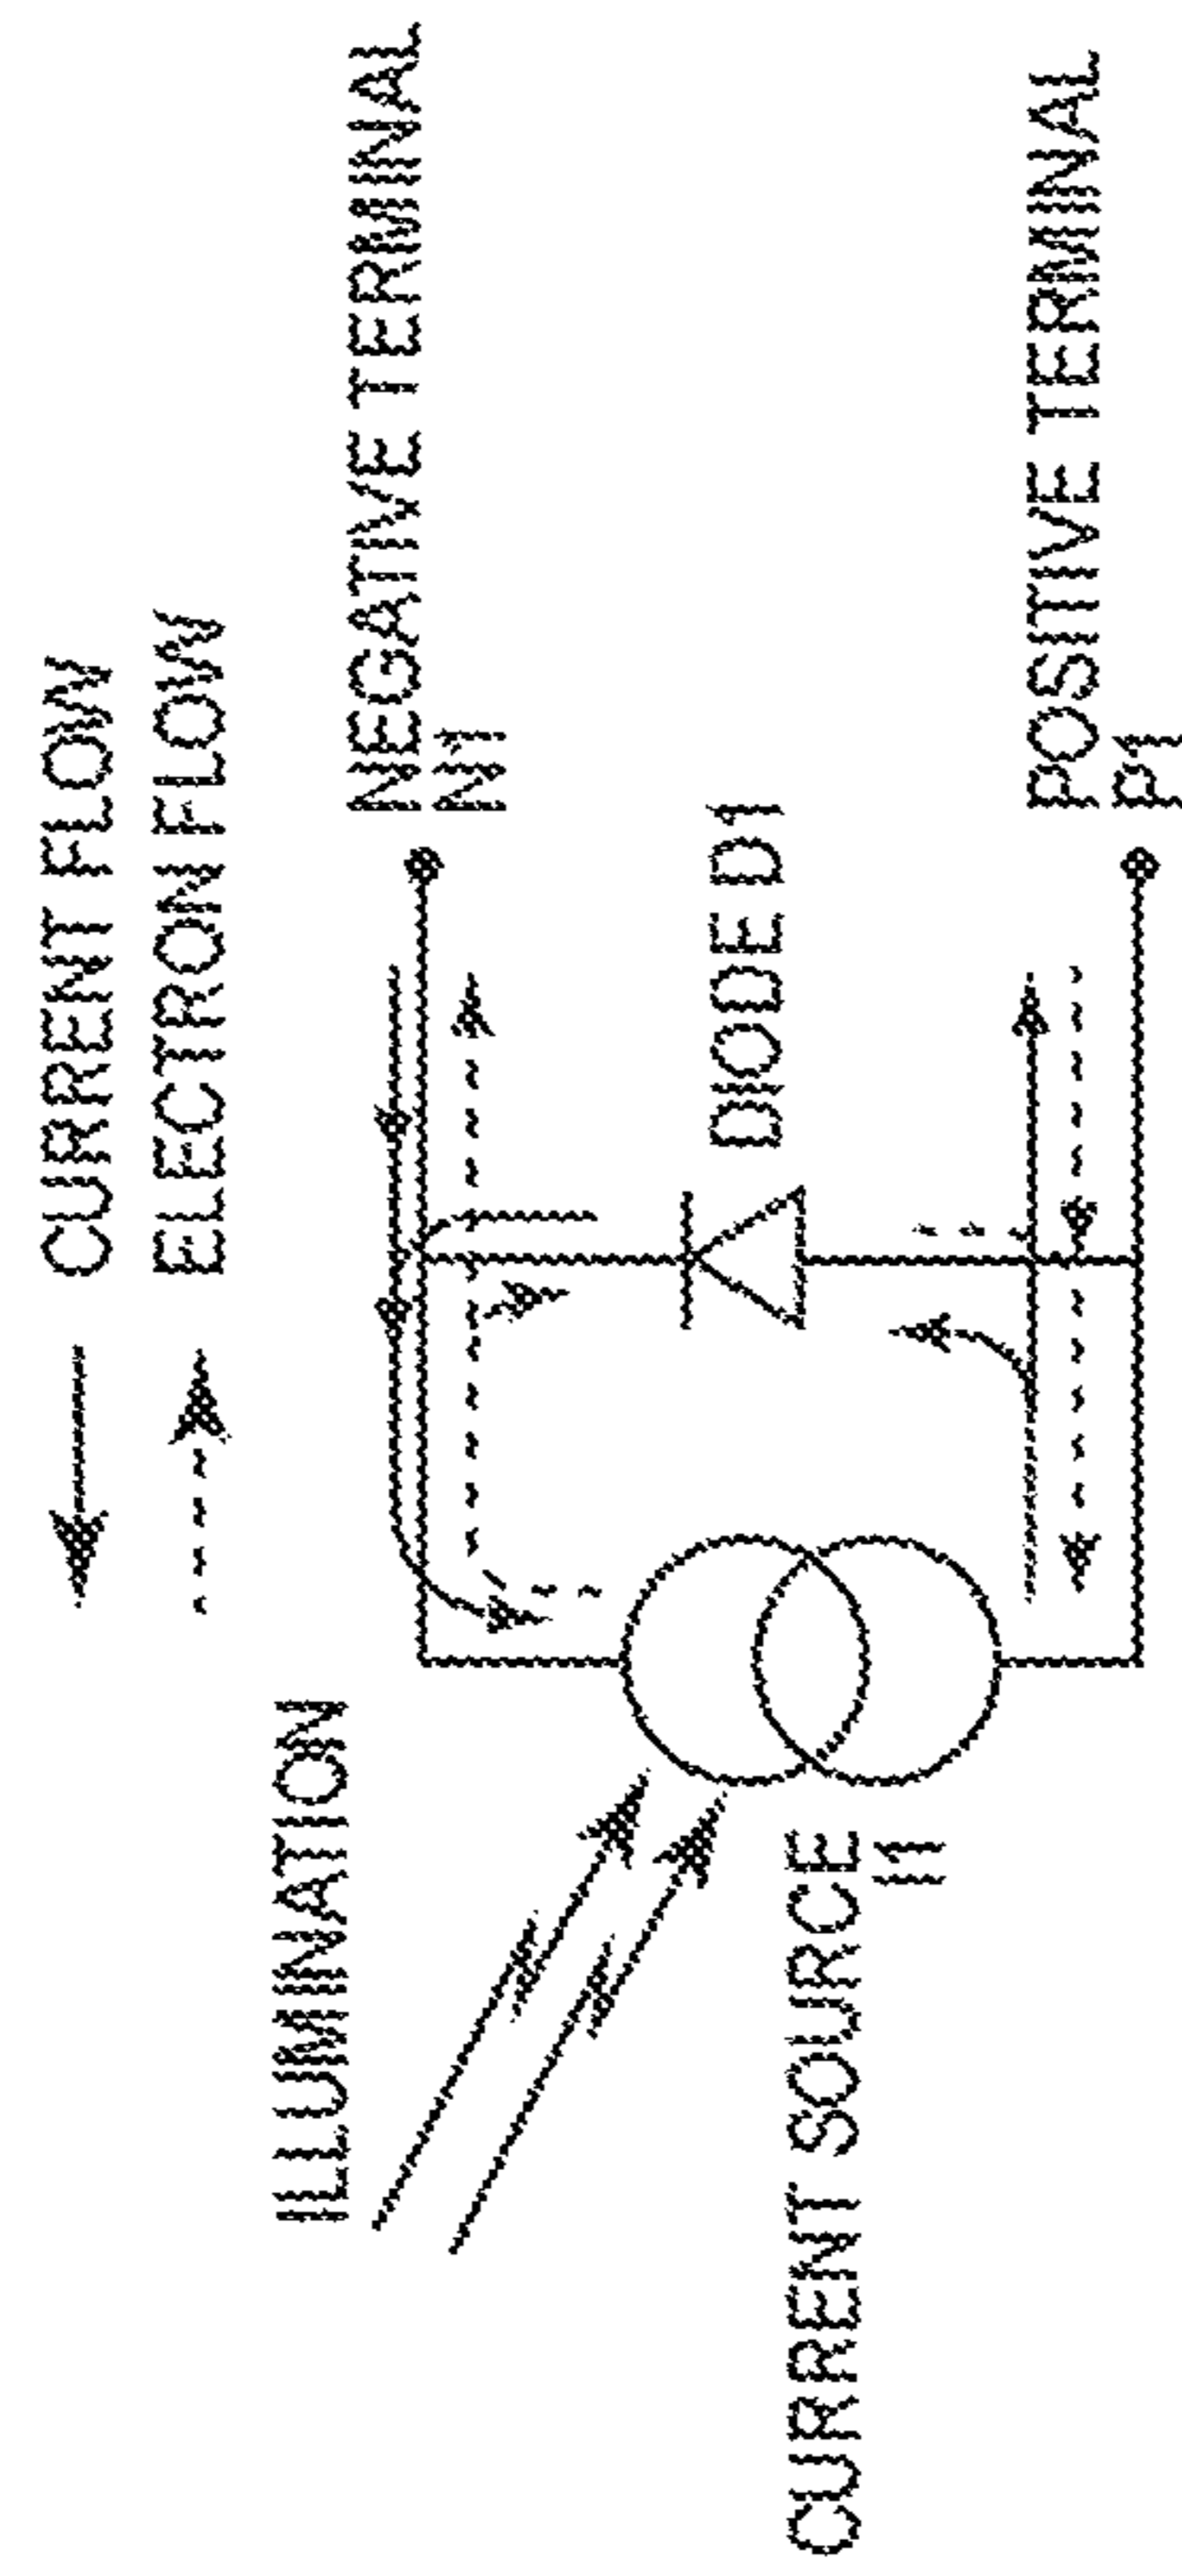 CURRENT FLOW
ELECTRON FLOW
ILLUMINATION
NEGATIVE TERMINAL
N1
DIODE D1
CURRENT SOURCE
I1
POSITIVE TERMINAL
P1